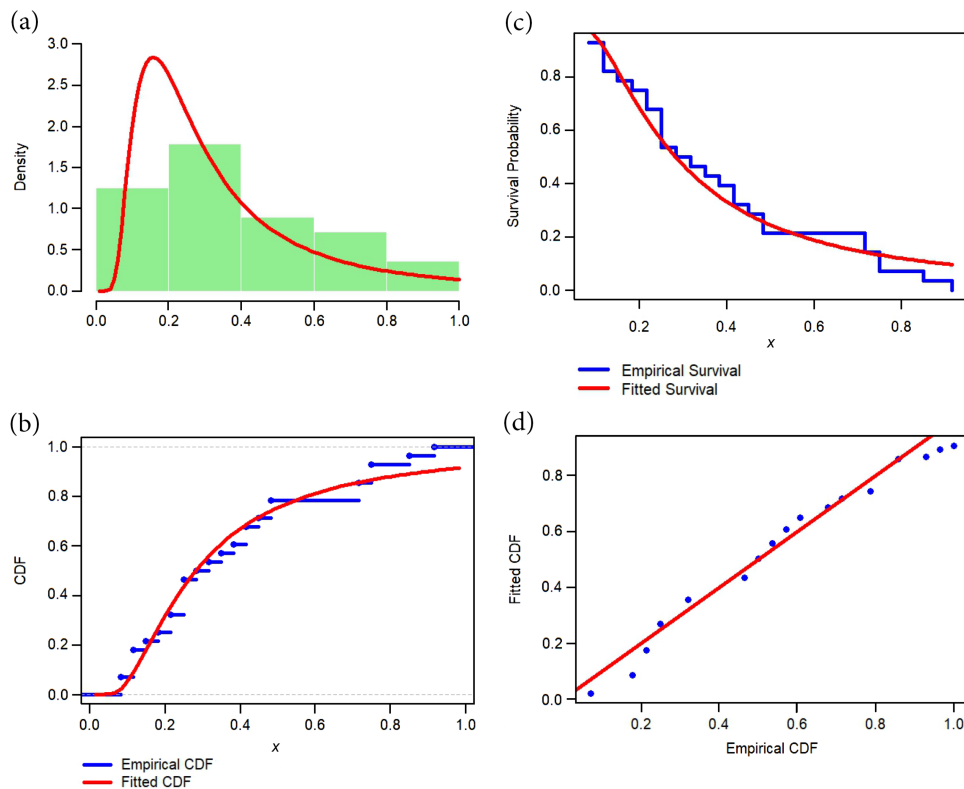 (a)
3.0
2.5
2.0
1.5
1.0
0.5
0.0
Density
0.0 0.2 0.4 0.6 0.8 1.0
(c)
0.8
0.6
0.4
0.2
0.0
Survival Probability
0.2 0.4 0.6 0.8
x
Empirical Survival
Fitted Survival
(b)
1.0
0.8
0.6
0.4
0.2
0.0
CDF
0.0 0.2 0.4 0.6 0.8 1.0
x
Empirical CDF
Fitted CDF
(d)
0.8
0.6
0.4
0.2
0.0
Fitted CDF
0.2 0.4 0.6 0.8 1.0
Empirical CDF